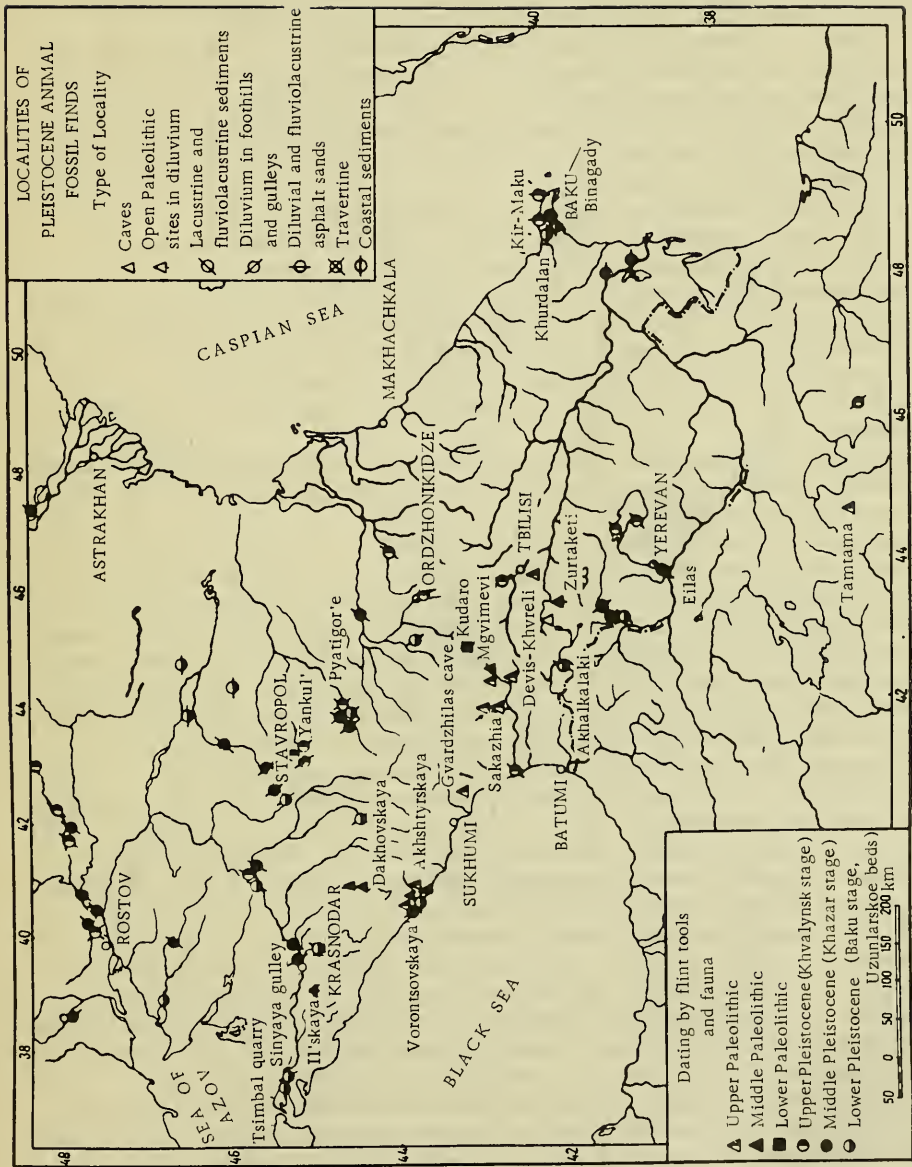 LOCALITIES OF
PLEISTOCENE ANIMAL
FOSSIL FINDS
Type of Locality
Caves
Open Paleolithic
sites in diluvium
Lacustrine and
fluviolacustrine sediments
Diluvium in foothills
and gulleys
Diluvial and fluviolacustrine
asphalt sands
Travertine
Coastal sediments
48
46
44
42
38
40
42
44
46
48
50
40
38
50
48
46
44
42
ASTRAKHAN
CASPIAN SEA
MAKHACHKALA
ROSTOV
SEA OF
AZOV
STAVROPOL
Yankul'
Pyatigor'e
ORDZHONIKIDZE
Tsimbal quarry
Sinyaya gulley
Il'skaya
KRASNODAR
Dakhovskaya
Akhshtyrskaya
Vorontsovskaya
SUKHUMI
BLACK SEA
Gvardzhilas cave
Kudaro
Mgvimevi
Sakazhia
Devis-Khvreli
TBILISI
Zurtaketi
BATUMI
Akhalkalaki
YEREVAN
Eilas
Tamtama
Kir-Maku
Khurdalan
BAKU
Binagady
Dating by flint tools
and fauna
Upper Paleolithic
Middle Paleolithic
Lower Paleolithic
Upper Pleistocene (Khvalynsk stage)
Middle Pleistocene (Khazar stage)
Lower Pleistocene (Baku stage,
Uzunlarskoe beds)
50 0 50 100 150 200
km